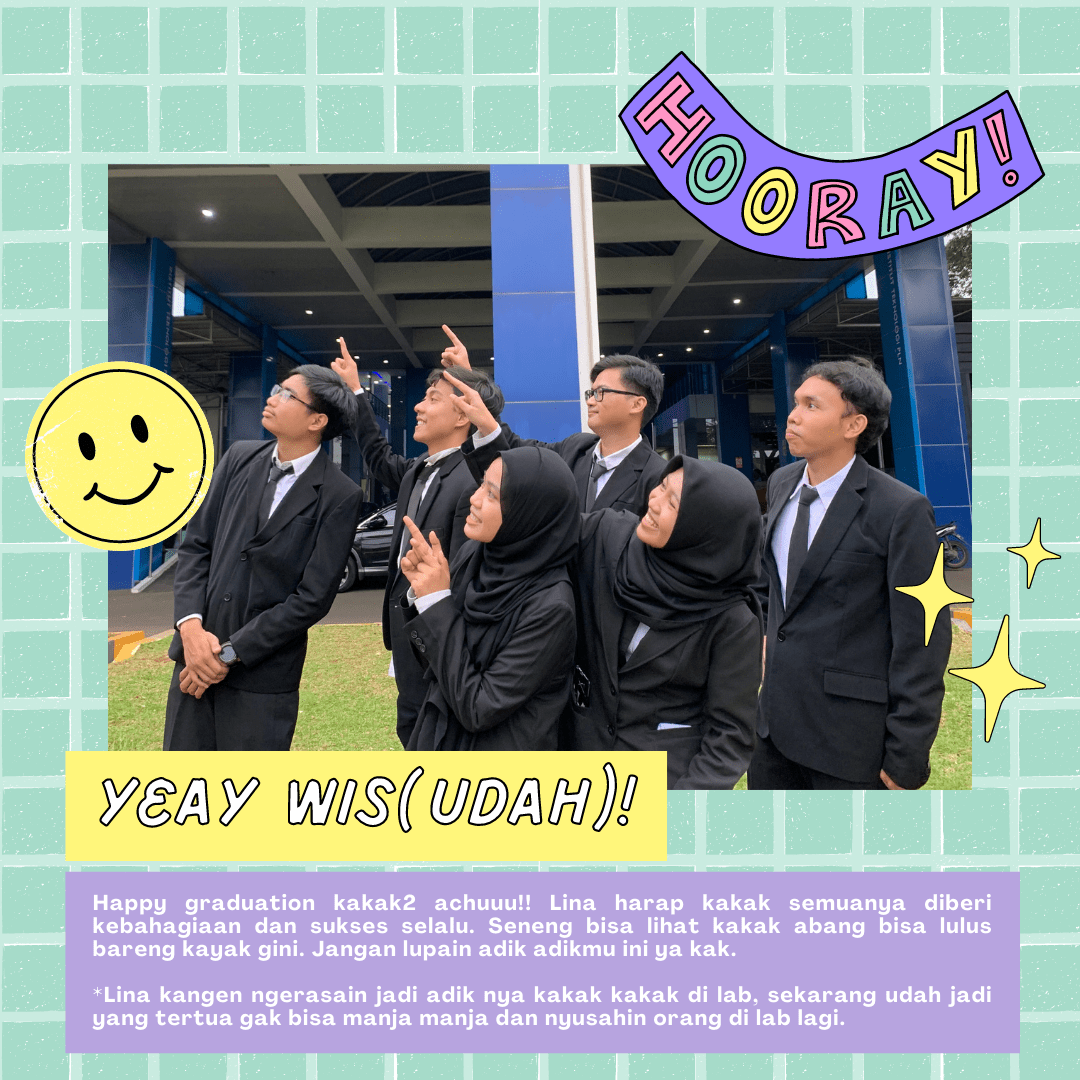 HOORAY!
INSTITUT TEKNOLOGI PLN
YEAY WIS(UDAH)!
Happy graduation kakak2 achuuu!! Lina harap kakak semuanya diberi
kebahagiaan dan sukses selalu. Seneng bisa lihat kakak abang bisa lulus
bareng kayak gini. Jangan lupain adik adikmu ini ya kak.
*Lina kangen ngerasain jadi adik nya kakak kakak di lab, sekarang udah jadi
yang tertua gak bisa manja manja dan nyusahin orang di lab lagi.